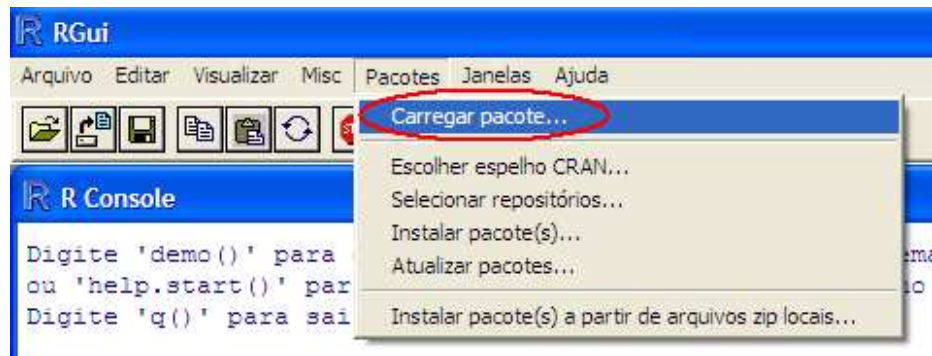 RGui
Arquivo Editar Visualizar Misc Pacotes Janelas Ajuda
Carregar pacote...
Escolher espelho CRAN...
Selecionar repositórios...
Instalar pacote(s)...
Atualizar pacotes...
Instalar pacote(s) a partir de arquivos zip locais...
R Console
Digite 'demo()' para
ou 'help.start()' par
Digite 'q()' para sai